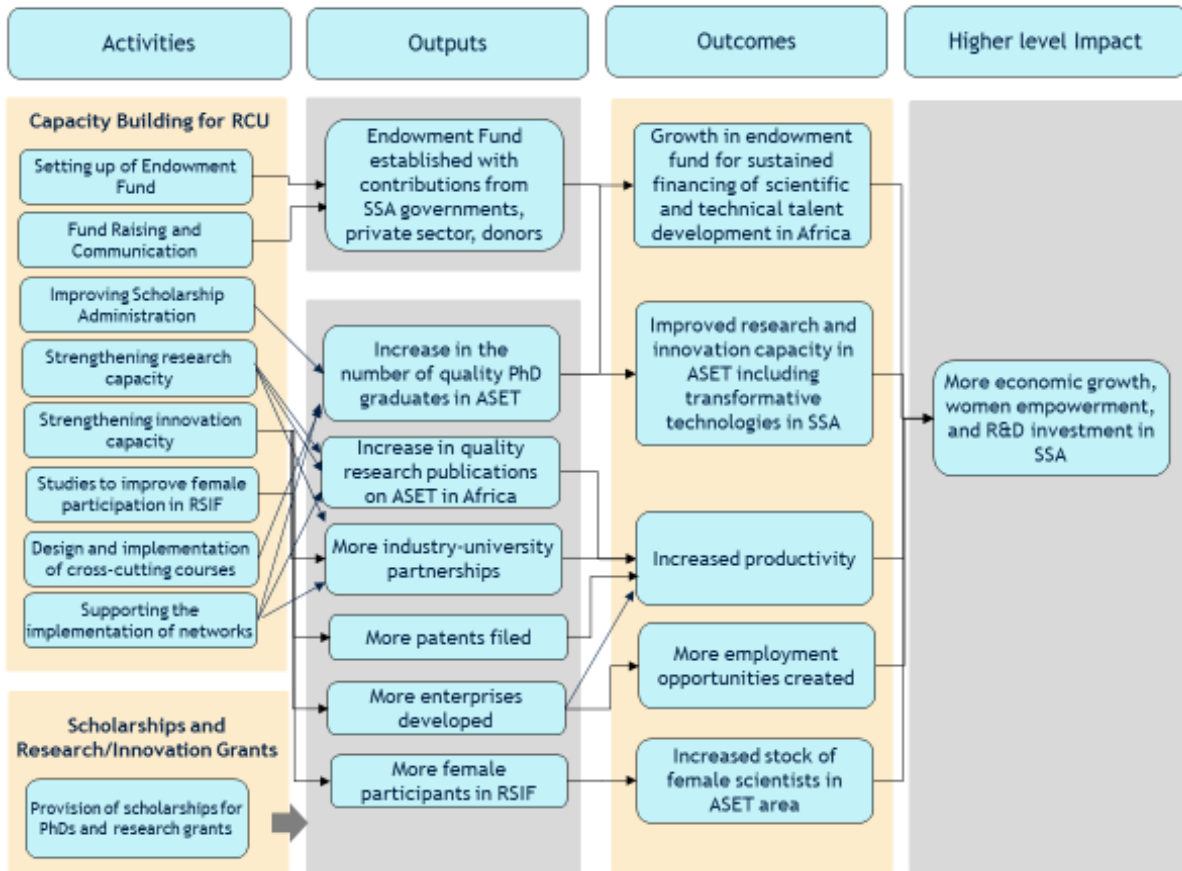 Activities
Outputs
Outcomes
Higher level Impact
Capacity Building for RCU
Setting up of Endowment
Fund
Fund Raising and
Communication
Improving Scholarship
Administration
Strengthening research
capacity
Strengthening innovation
capacity
Studies to improve female
participation in RSIF
Design and implementation
of cross-cutting courses
Supporting the
implementation of networks
Scholarships and
Research/Innovation Grants
Provision of scholarships for
PhDs and research grants
Endowment Fund
established with
contributions from
SSA governments,
private sector, donors
Increase in the
number of quality PhD
graduates in ASET
Increase in quality
research publications
on ASET in Africa
More industry-university
partnerships
More patents filed
More enterprises
developed
More female
participants in RSIF
Growth in endowment
fund for sustained
financing of scientific
and technical talent
development in Africa
Improved research and
innovation capacity in
ASET including
transformative
technologies in SSA
Increased productivity
More employment
opportunities created
Increased stock of
female scientists in
ASET area
More economic growth,
women empowerment,
and R&D investment in
SSA